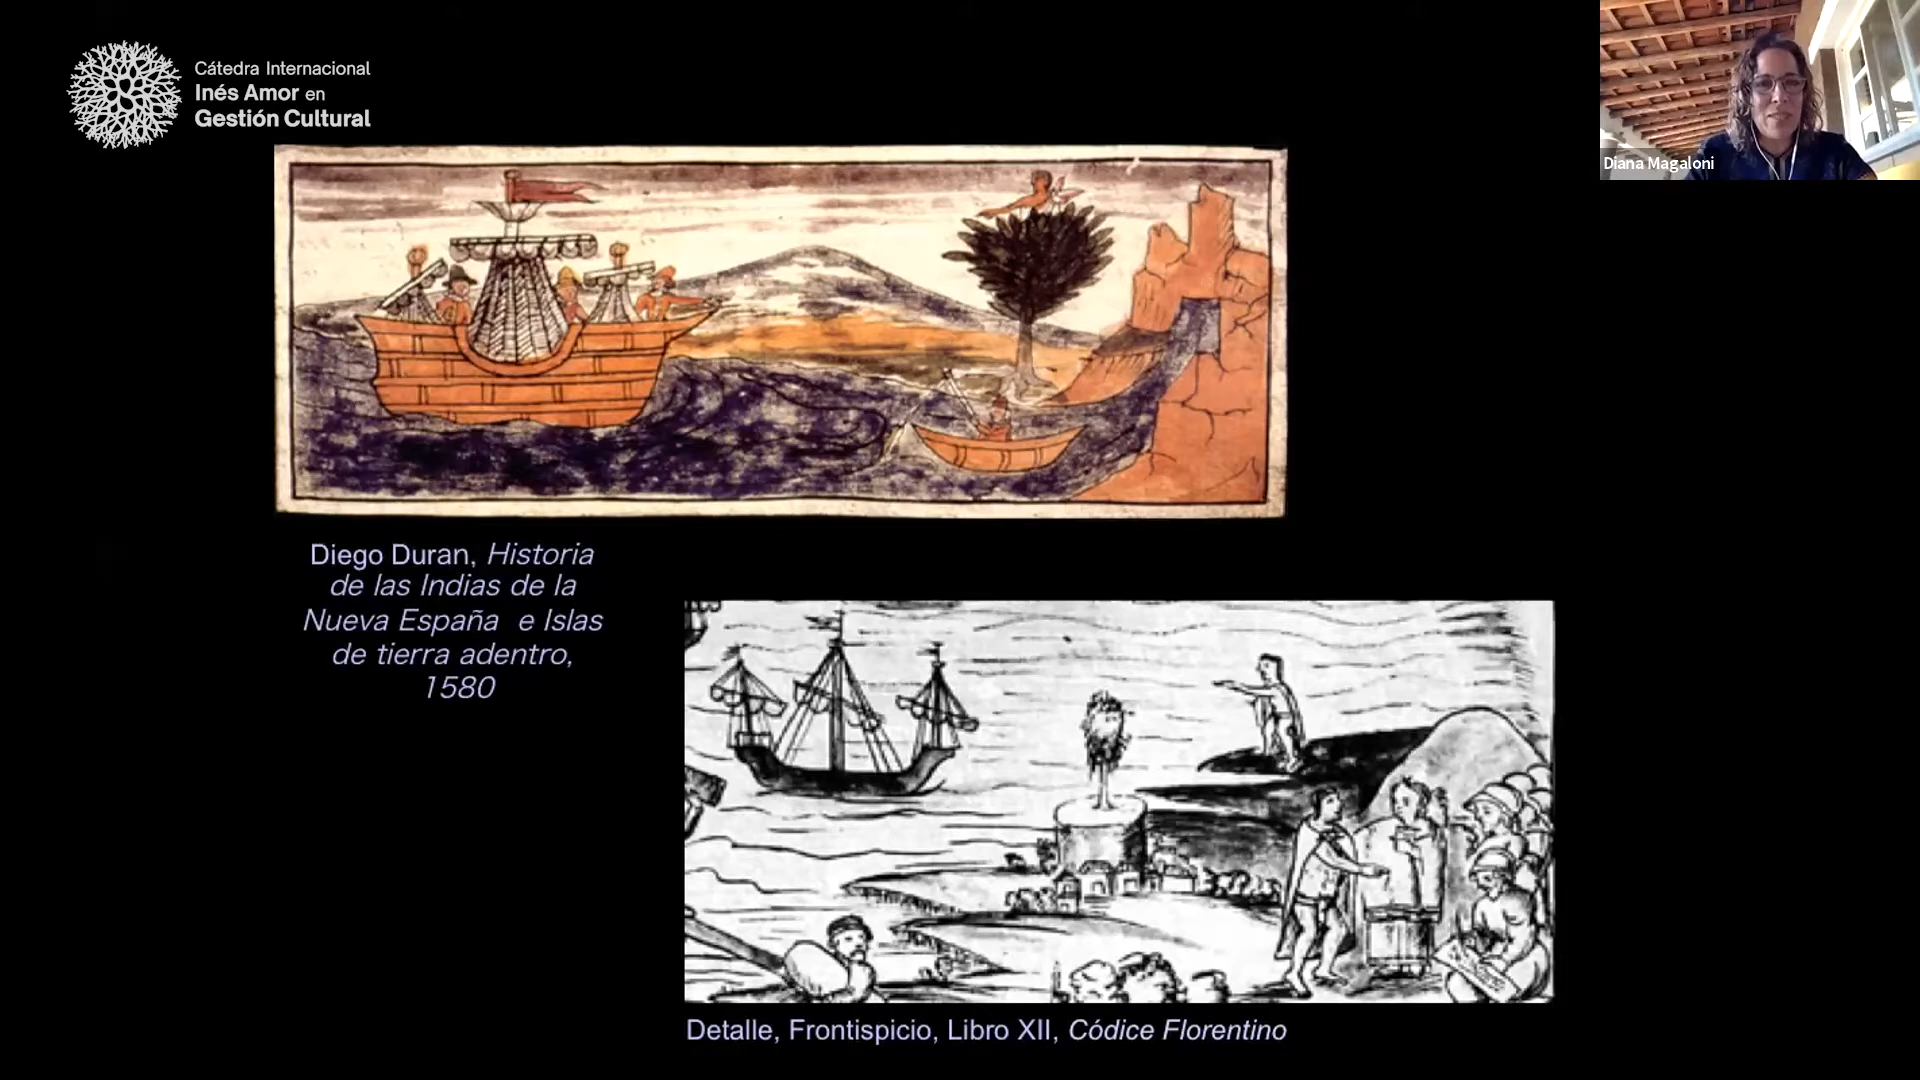 Cátedra Internacional
Inés Amor en
Gestión Cultural
Diana Magaloni
Diego Duran, Historia
de las Indias de la
Nueva España e Islas
de tierra adentro,
1580
Detalle, Frontispicio, Libro XII, Códice Florentino